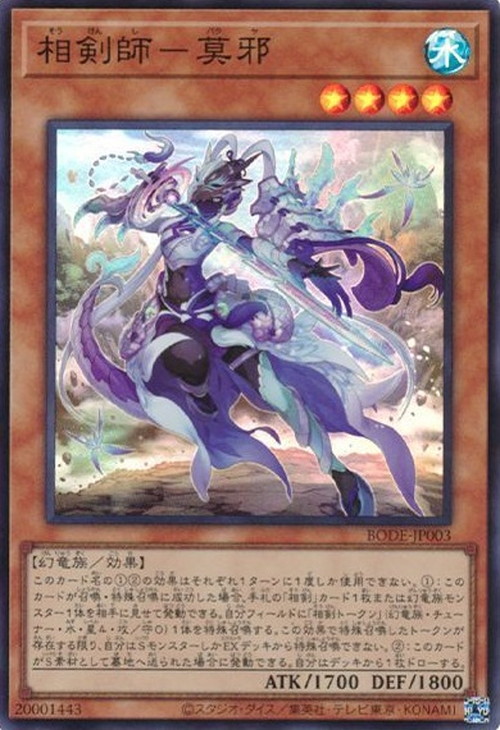 相剣師－莫邪
水
BODE-JP003
【幻竜族／効果】
このカード名の①②の効果はそれぞれ1ターンに1度しか使用できない。①：この
カードが召喚・特殊召喚に成功した場合、手札の「相剣」カード1枚または幻竜族モン
スター1体を相手に見せて発動できる。自分フィールドに「相剣トークン」(幻竜族・チューナ
ー・水・星4・攻／守0)1体を特殊召喚する。この効果で特殊召喚したトークンが
存在する限り、自分はSモンスターしかEXデッキから特殊召喚できない。②：このカー
ドがS素材として墓地へ送られた場合に発動できる。自分はデッキから1枚ドローする。
ATK/1700 DEF/1800
20001443 ©スタジオ・ダイス／集英社・テレビ東京・KONAMI